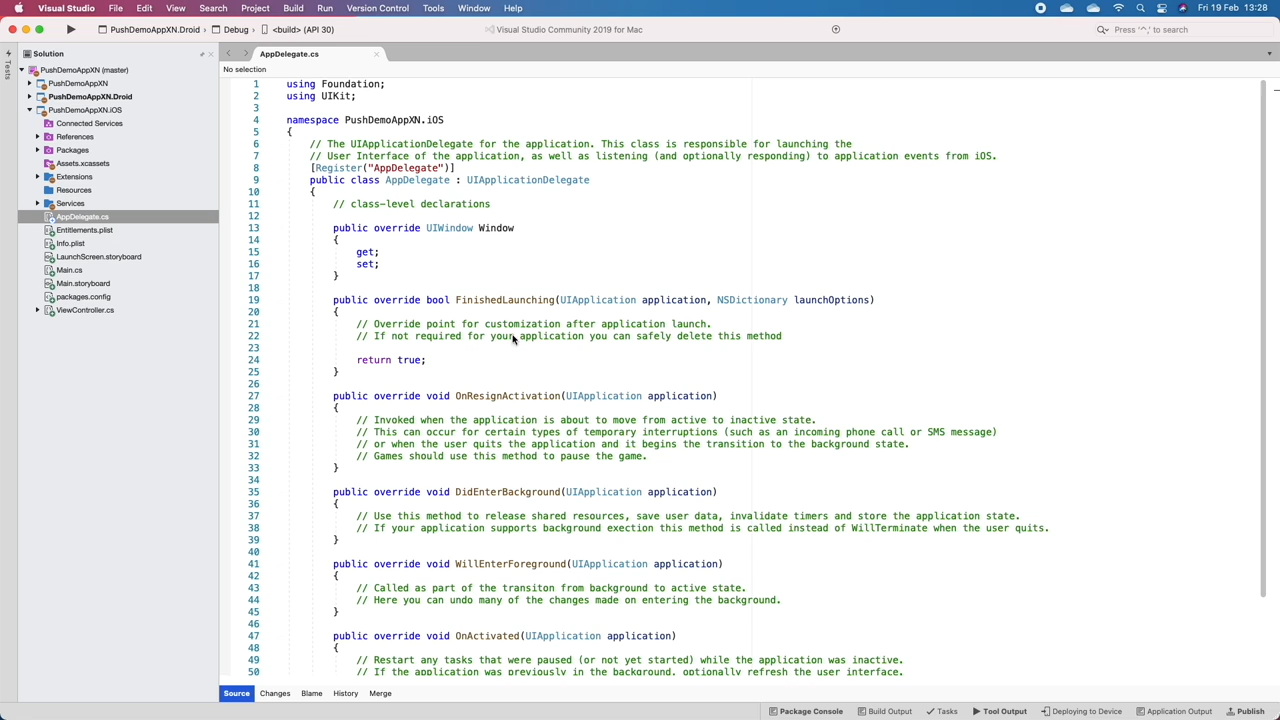 Visual Studio File Edit View Search Project Build Run Version Control Tools Window Help Fri 19 Feb 13:28
PushDemoAppXN.Droid › Debug › <build> (API 30) Visual Studio Community 2019 for Mac Press '^,' to search
Tests
Solution
PushDemoAppXN (master)
PushDemoAppXN
PushDemoAppXN.Droid
PushDemoAppXN.iOS
Connected Services
References
Packages
Assets.xcassets
Extensions
Resources
Services
AppDelegate.cs
Entitlements.plist
Info.plist
LaunchScreen.storyboard
Main.cs
Main.storyboard
packages.config
ViewController.cs
AppDelegate.cs
No selection
1 using Foundation;
2 using UIKit;
3
4 namespace PushDemoAppXN.iOS
5 {
6 // The UIApplicationDelegate for the application. This class is responsible for launching the
7 // User Interface of the application, as well as listening (and optionally responding) to application events from iOS.
8 [Register("AppDelegate")]
9 public class AppDelegate : UIApplicationDelegate
10 {
11 // class-level declarations
12
13 public override UIWindow Window
14 {
15 get;
16 set;
17 }
18
19 public override bool FinishedLaunching(UIApplication application, NSDictionary launchOptions)
20 {
21 // Override point for customization after application launch.
22 // If not required for your application you can safely delete this method
23
24 return true;
25 }
26
27 public override void OnResignActivation(UIApplication application)
28 {
29 // Invoked when the application is about to move from active to inactive state.
30 // This can occur for certain types of temporary interruptions (such as an incoming phone call or SMS message)
31 // or when the user quits the application and it begins the transition to the background state.
32 // Games should use this method to pause the game.
33 }
34
35 public override void DidEnterBackground(UIApplication application)
36 {
37 // Use this method to release shared resources, save user data, invalidate timers and store the application state.
38 // If your application supports background exection this method is called instead of WillTerminate when the user quits.
39 }
40
41 public override void WillEnterForeground(UIApplication application)
42 {
43 // Called as part of the transiton from background to active state.
44 // Here you can undo many of the changes made on entering the background.
45 }
46
47 public override void OnActivated(UIApplication application)
48 {
49 // Restart any tasks that were paused (or not yet started) while the application was inactive.
50 // If the application was previously in the background, optionally refresh the user interface.
Source Changes Blame History Merge
Package Console Build Output Tasks Tool Output Deploying to Device Application Output Publish